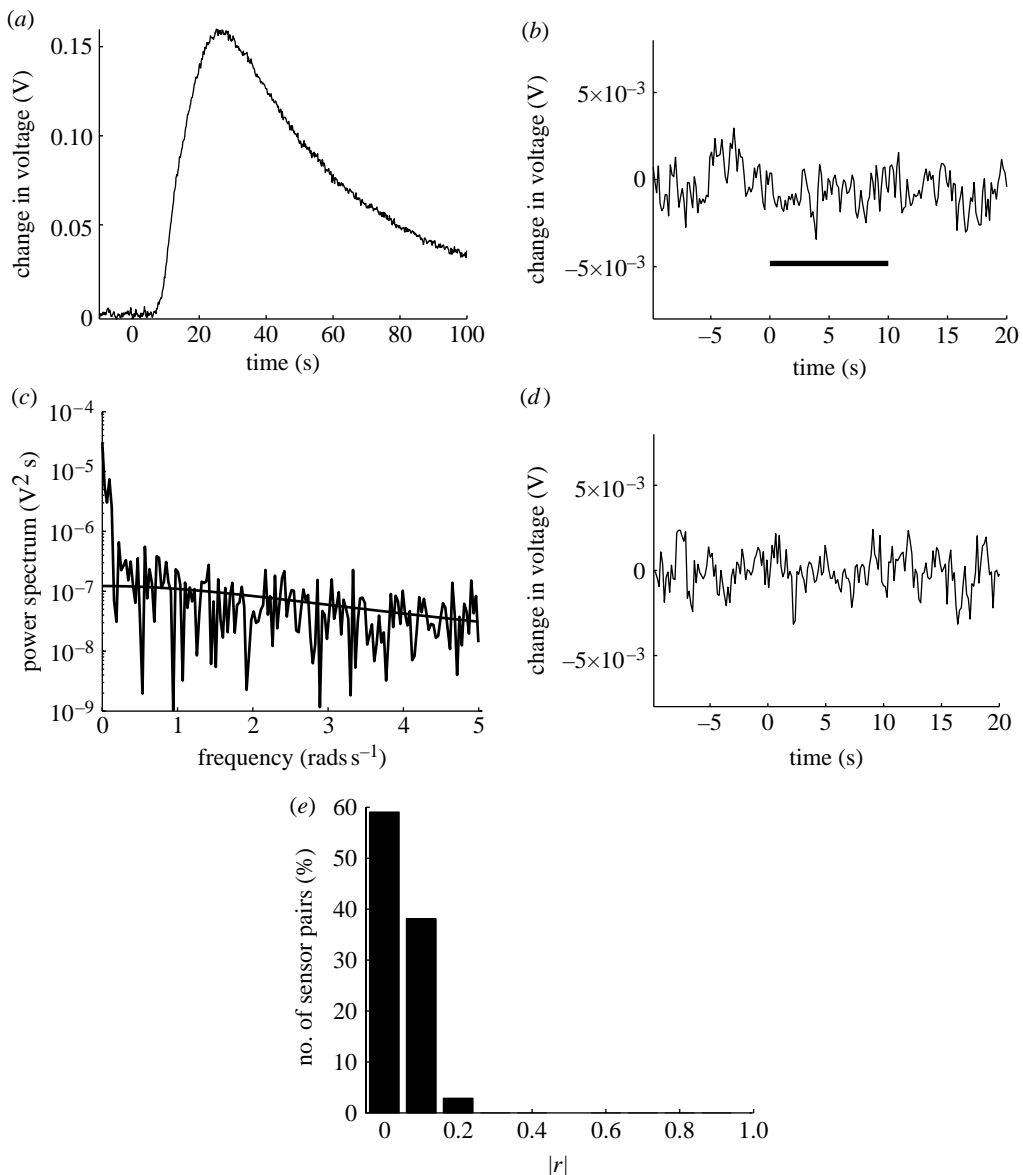 (a)
change in voltage (V)
0.15
0.10
0.05
0
0 20 40 60 80 100
time (s)
(b)
change in voltage (V)
5×10⁻³
0
−5×10⁻³
−5 0 5 10 15 20
time (s)
(c)
power spectrum (V² s)
10⁻⁴
10⁻⁵
10⁻⁶
10⁻⁷
10⁻⁸
10⁻⁹
0 1 2 3 4 5
frequency (rads s⁻¹)
(d)
change in voltage (V)
5×10⁻³
0
−5×10⁻³
−5 0 5 10 15 20
time (s)
(e)
no. of sensor pairs (%)
60
50
40
30
20
10
0
0 0.2 0.4 0.6 0.8 1.0
|r|